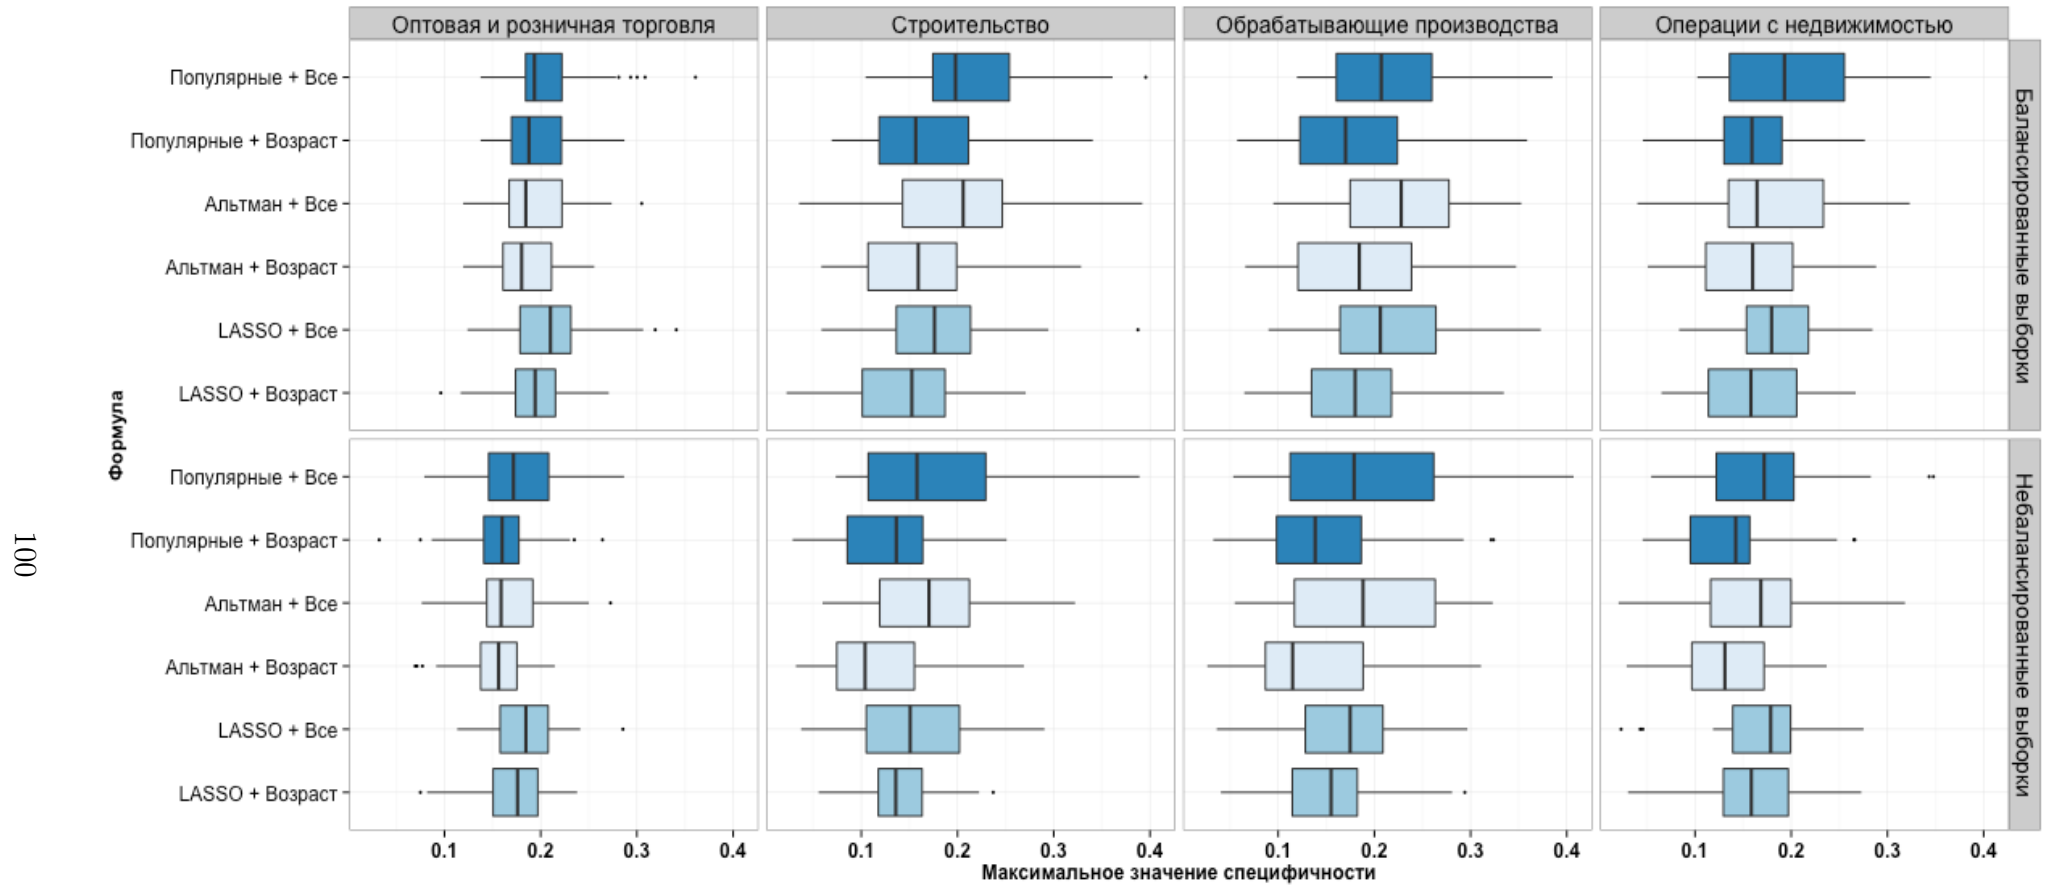 Оптовая и розничная торговля
Строительство
Обрабатывающие производства
Операции с недвижимостью
Популярные + Все
Популярные + Возраст
Альтман + Все
Альтман + Возраст
LASSO + Все
LASSO + Возраст
Балансированные выборки
Формула
Популярные + Все
Популярные + Возраст
Альтман + Все
Альтман + Возраст
LASSO + Все
LASSO + Возраст
Небалансированные выборки
100
0.1 0.2 0.3 0.4
0.1 0.2 0.3 0.4
0.1 0.2 0.3 0.4
0.1 0.2 0.3 0.4
Максимальное значение специфичности